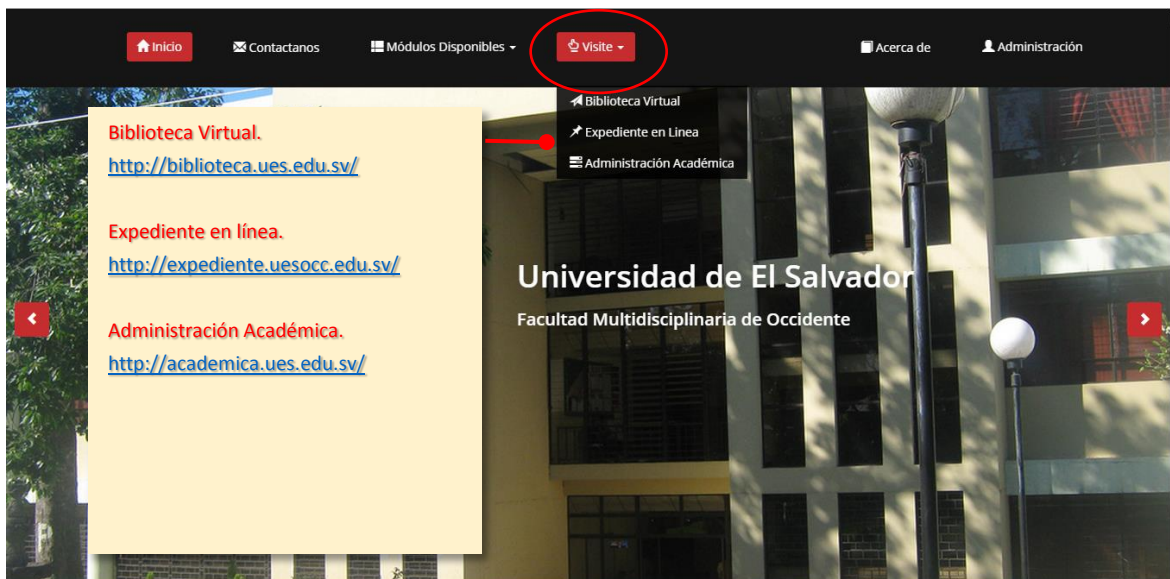 Inicio
Contactanos
Módulos Disponibles
Visite
Acerca de
Administración
Biblioteca Virtual
Expediente en Linea
Administración Académica
Biblioteca Virtual.
http://biblioteca.ues.edu.sv/
Expediente en línea.
http://expediente.uesocc.edu.sv/
Administración Académica.
http://academica.ues.edu.sv/
Universidad de El Salvador
Facultad Multidisciplinaria de Occidente